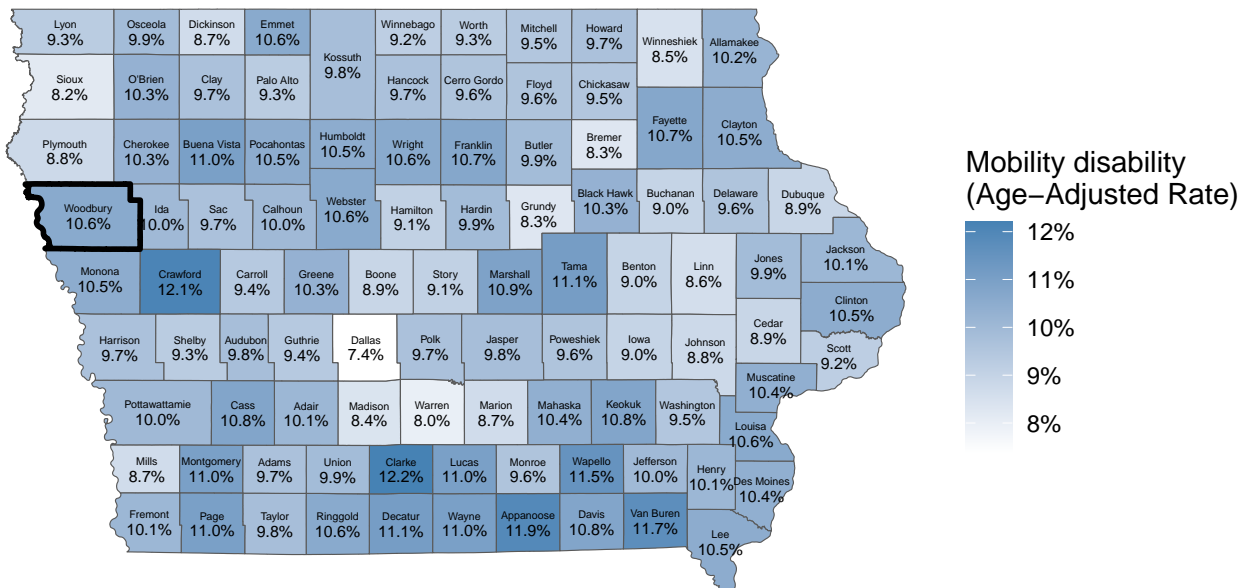 Lyon
9.3%
Osceola
9.9%
Dickinson
8.7%
Emmet
10.6%
Kossuth
9.8%
Winnebago
9.2%
Worth
9.3%
Mitchell
9.5%
Howard
9.7%
Winneshiek
8.5%
Allamakee
10.2%
Sioux
8.2%
O'Brien
10.3%
Clay
9.7%
Palo Alto
9.3%
Hancock
9.7%
Cerro Gordo
9.6%
Floyd
9.6%
Chickasaw
9.5%
Fayette
10.7%
Clayton
10.5%
Plymouth
8.8%
Cherokee
10.3%
Buena Vista
11.0%
Pocahontas
10.5%
Humboldt
10.5%
Wright
10.6%
Franklin
10.7%
Butler
9.9%
Bremer
8.3%
Woodbury
10.6%
Ida
10.0%
Sac
9.7%
Calhoun
10.0%
Webster
10.6%
Hamilton
9.1%
Hardin
9.9%
Grundy
8.3%
Black Hawk
10.3%
Buchanan
9.0%
Delaware
9.6%
Dubuque
8.9%
Monona
10.5%
Crawford
12.1%
Carroll
9.4%
Greene
10.3%
Boone
8.9%
Story
9.1%
Marshall
10.9%
Tama
11.1%
Benton
9.0%
Linn
8.6%
Jones
9.9%
Jackson
10.1%
Clinton
10.5%
Harrison
9.7%
Shelby
9.3%
Audubon
9.8%
Guthrie
9.4%
Dallas
7.4%
Polk
9.7%
Jasper
9.8%
Poweshiek
9.6%
Iowa
9.0%
Johnson
8.8%
Cedar
8.9%
Scott
9.2%
Muscatine
10.4%
Pottawattamie
10.0%
Cass
10.8%
Adair
10.1%
Madison
8.4%
Warren
8.0%
Marion
8.7%
Mahaska
10.4%
Keokuk
10.8%
Washington
9.5%
Louisa
10.6%
Mills
8.7%
Montgomery
11.0%
Adams
9.7%
Union
9.9%
Clarke
12.2%
Lucas
11.0%
Monroe
9.6%
Wapello
11.5%
Jefferson
10.0%
Henry
10.1%
Des Moines
10.4%
Fremont
10.1%
Page
11.0%
Taylor
9.8%
Ringgold
10.6%
Decatur
11.1%
Wayne
11.0%
Appanoose
11.9%
Davis
10.8%
Van Buren
11.7%
Lee
10.5%
Mobility disability
(Age−Adjusted Rate)
12%
11%
10%
9%
8%